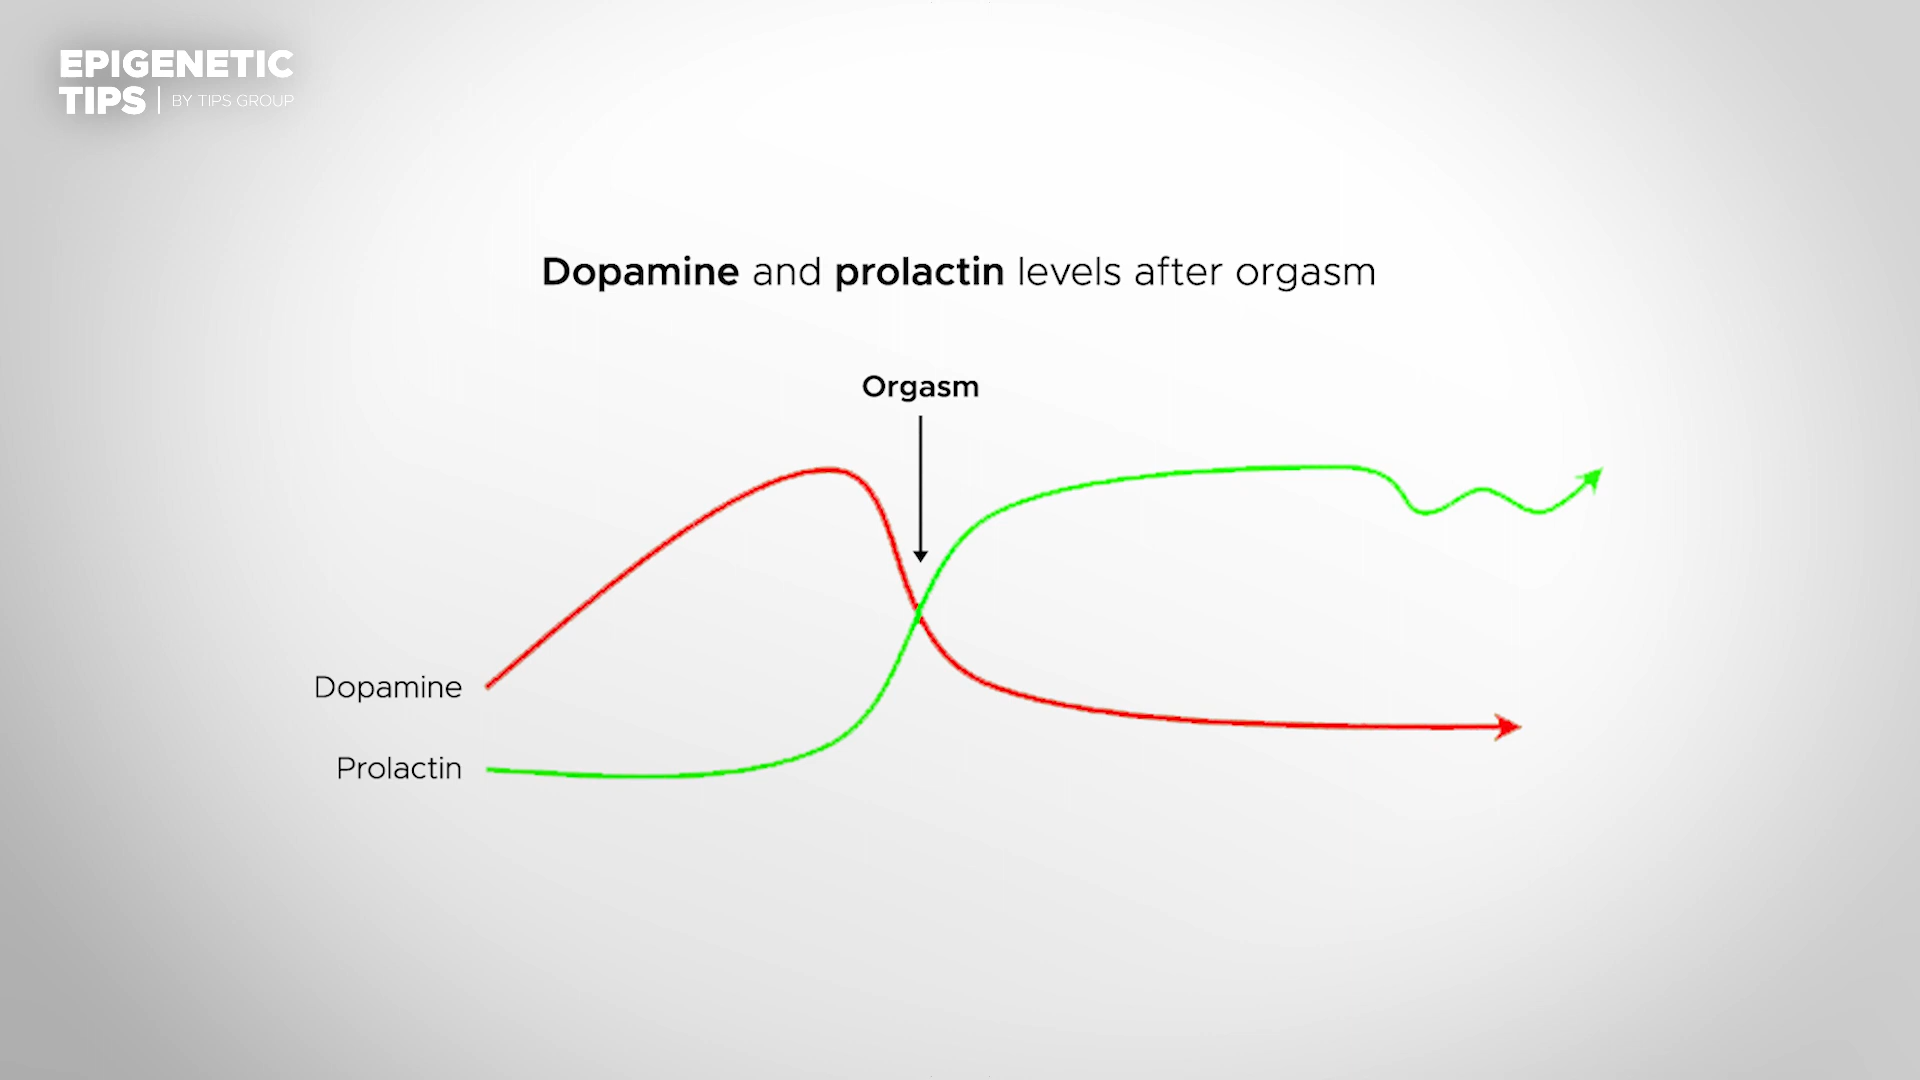 EPIGENETIC
TIPS | BY TIPS GROUP
Dopamine and prolactin levels after orgasm
Orgasm
Dopamine
Prolactin